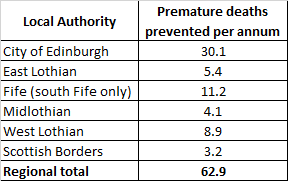 Local Authority Premature deaths prevented per annum
City of Edinburgh 30.1
East Lothian 5.4
Fife (south Fife only) 11.2
Midlothian 4.1
West Lothian 8.9
Scottish Borders 3.2
Regional total 62.9